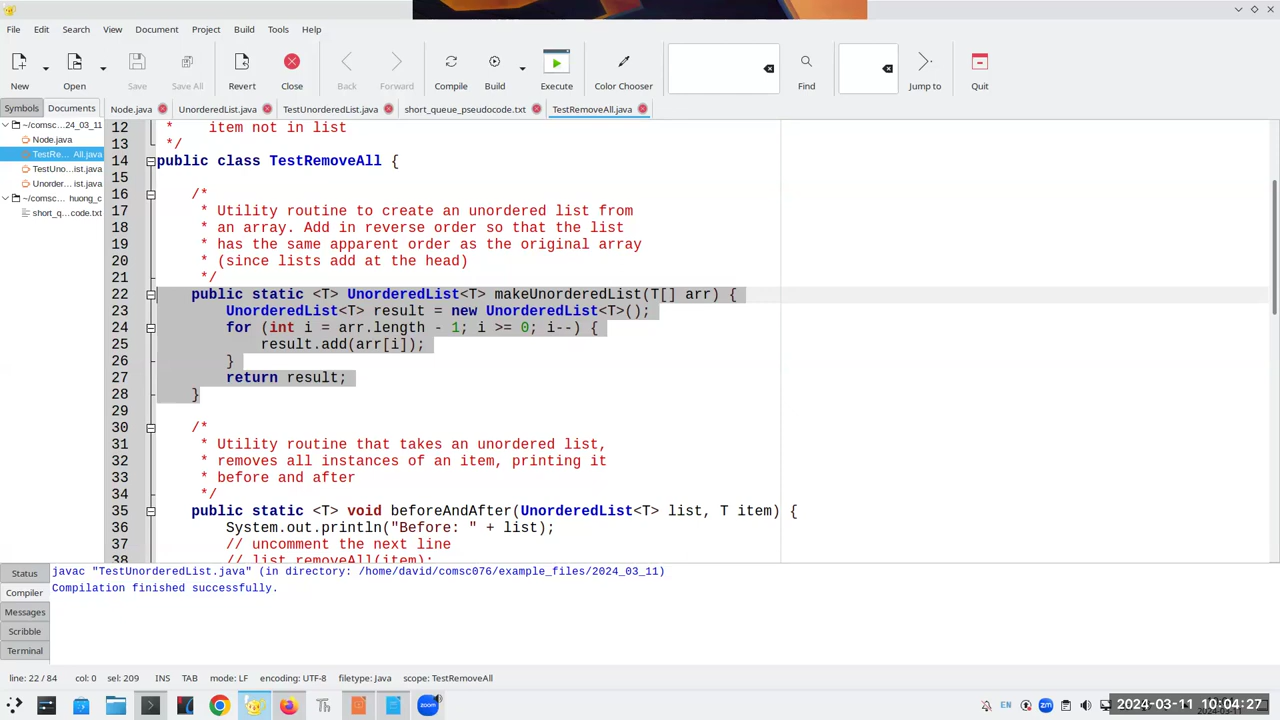 File Edit Search View Document Project Build Tools Help
New Open Save Save All Revert Close Back Forward Compile Build Execute Color Chooser Find Jump to Quit
Symbols Documents Node.java UnorderedList.java TestUnorderedList.java short_queue_pseudocode.txt TestRemoveAll.java
~/comsc...24_03_11
Node.java
TestRe... All.java
TestUno...ist.java
Unorder...ist.java
~/comsc... huong_c
short_q...code.txt
12 * item not in list
13 */
14 public class TestRemoveAll {
15
16 /*
17 * Utility routine to create an unordered list from
18 * an array. Add in reverse order so that the list
19 * has the same apparent order as the original array
20 * (since lists add at the head)
21 */
22 public static <T> UnorderedList<T> makeUnorderedList(T[] arr) {
23 UnorderedList<T> result = new UnorderedList<T>();
24 for (int i = arr.length - 1; i >= 0; i--) {
25 result.add(arr[i]);
26 }
27 return result;
28 }
29
30 /*
31 * Utility routine that takes an unordered list,
32 * removes all instances of an item, printing it
33 * before and after
34 */
35 public static <T> void beforeAndAfter(UnorderedList<T> list, T item) {
36 System.out.println("Before: " + list);
37 // uncomment the next line
38 // list.removeAll(item);
Status
Compiler
Messages
Scribble
Terminal
javac "TestUnorderedList.java" (in directory: /home/david/comsc076/example_files/2024_03_11)
Compilation finished successfully.
line: 22 / 84 col: 0 sel: 209 INS TAB mode: LF encoding: UTF-8 filetype: Java scope: TestRemoveAll
Th zoom EN zm 2024-03-11 10:04:27